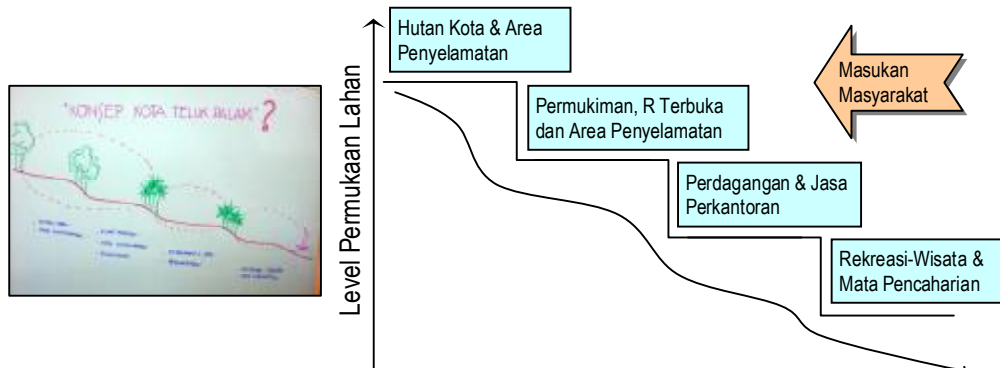 Hutan Kota & Area
Penyelamatan
Masukan
Masyarakat
"KONSEP KOTA TELUK DALAM" ?
Permukiman, R Terbuka
dan Area Penyelamatan
Level Permukaan Lahan
Perdagangan & Jasa
Perkantoran
Rekreasi-Wisata &
Mata Pencaharian